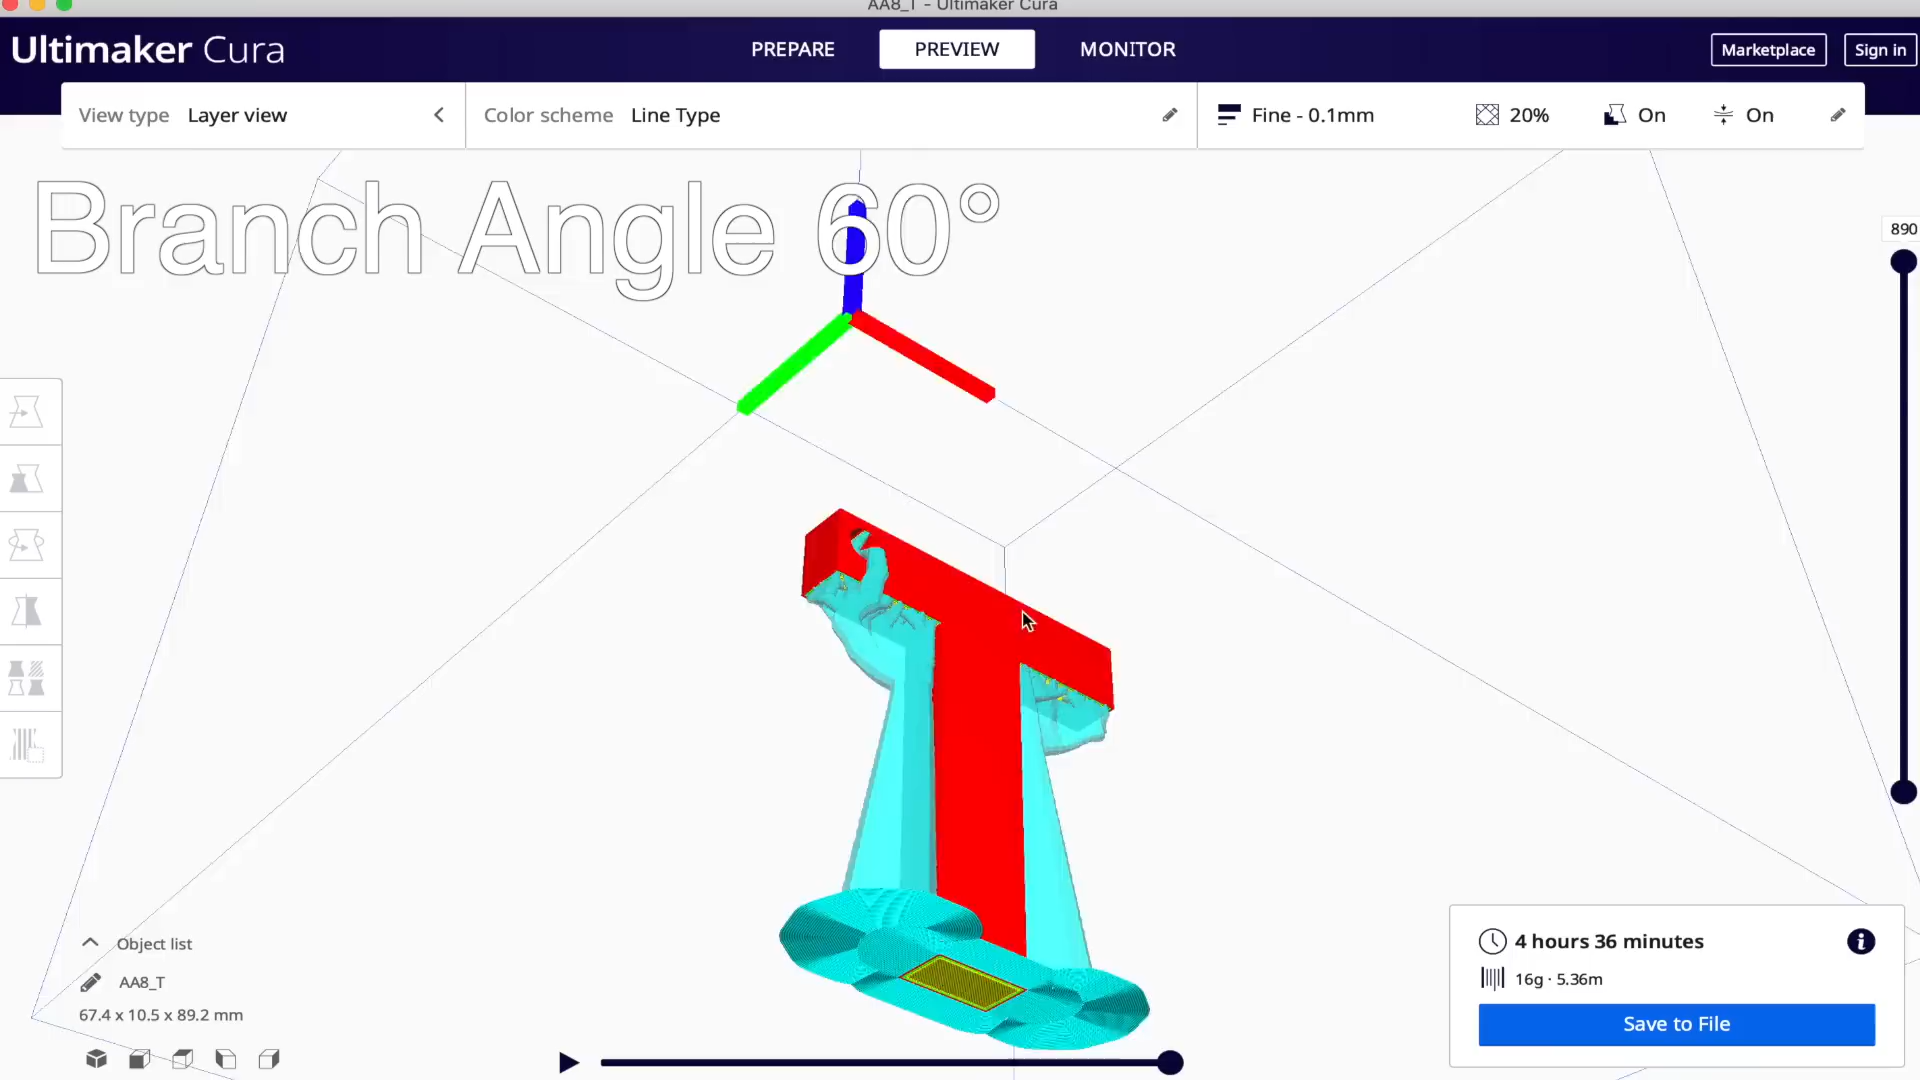 AA8_T - Ultimaker Cura
Ultimaker Cura
PREPARE
PREVIEW
MONITOR
Marketplace
Sign in
View type Layer view
Color scheme Line Type
Fine - 0.1mm
20%
On
On
Branch Angle 60°
890
Object list
AA8_T
67.4 x 10.5 x 89.2 mm
4 hours 36 minutes
16g · 5.36m
Save to File